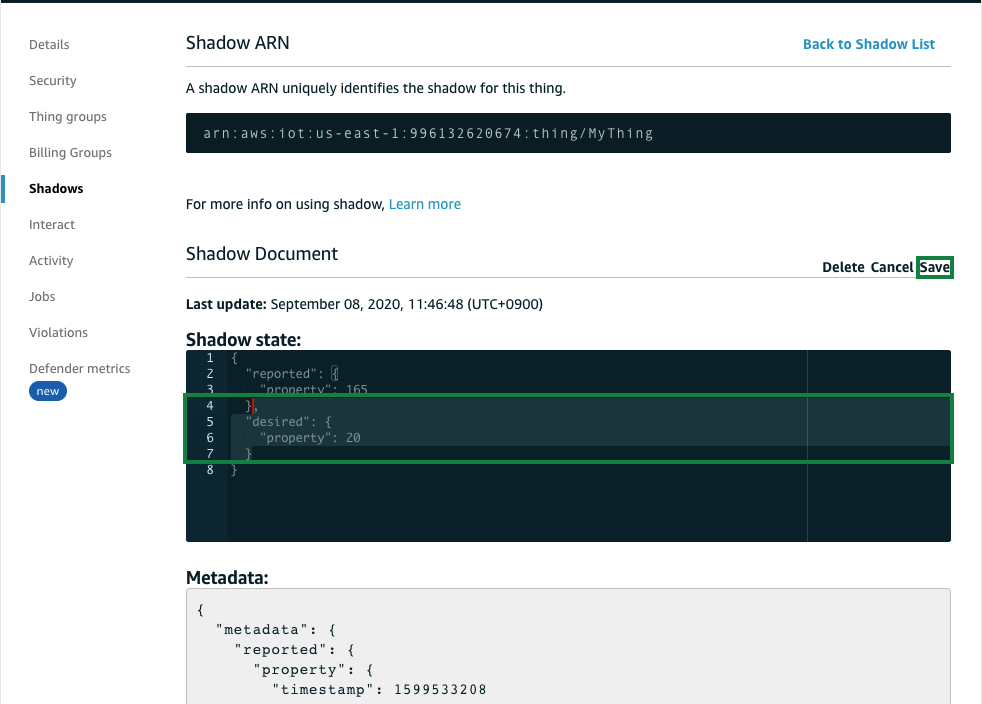 Details
Security
Thing groups
Billing Groups
Shadows
Interact
Activity
Jobs
Violations
Defender metrics
new
Shadow ARN
Back to Shadow List
A shadow ARN uniquely identifies the shadow for this thing.
arn:aws:iot:us-east-1:996132620674:thing/MyThing
For more info on using shadow, Learn more
Shadow Document
Delete Cancel Save
Last update: September 08, 2020, 11:46:48 (UTC+0900)
Shadow state:
1 {
2 "reported": {
3 "property": 165
4 },
5 "desired": {
6 "property": 20
7 }
8 }
Metadata:
{
"metadata": {
"reported": {
"property": {
"timestamp": 1599533208